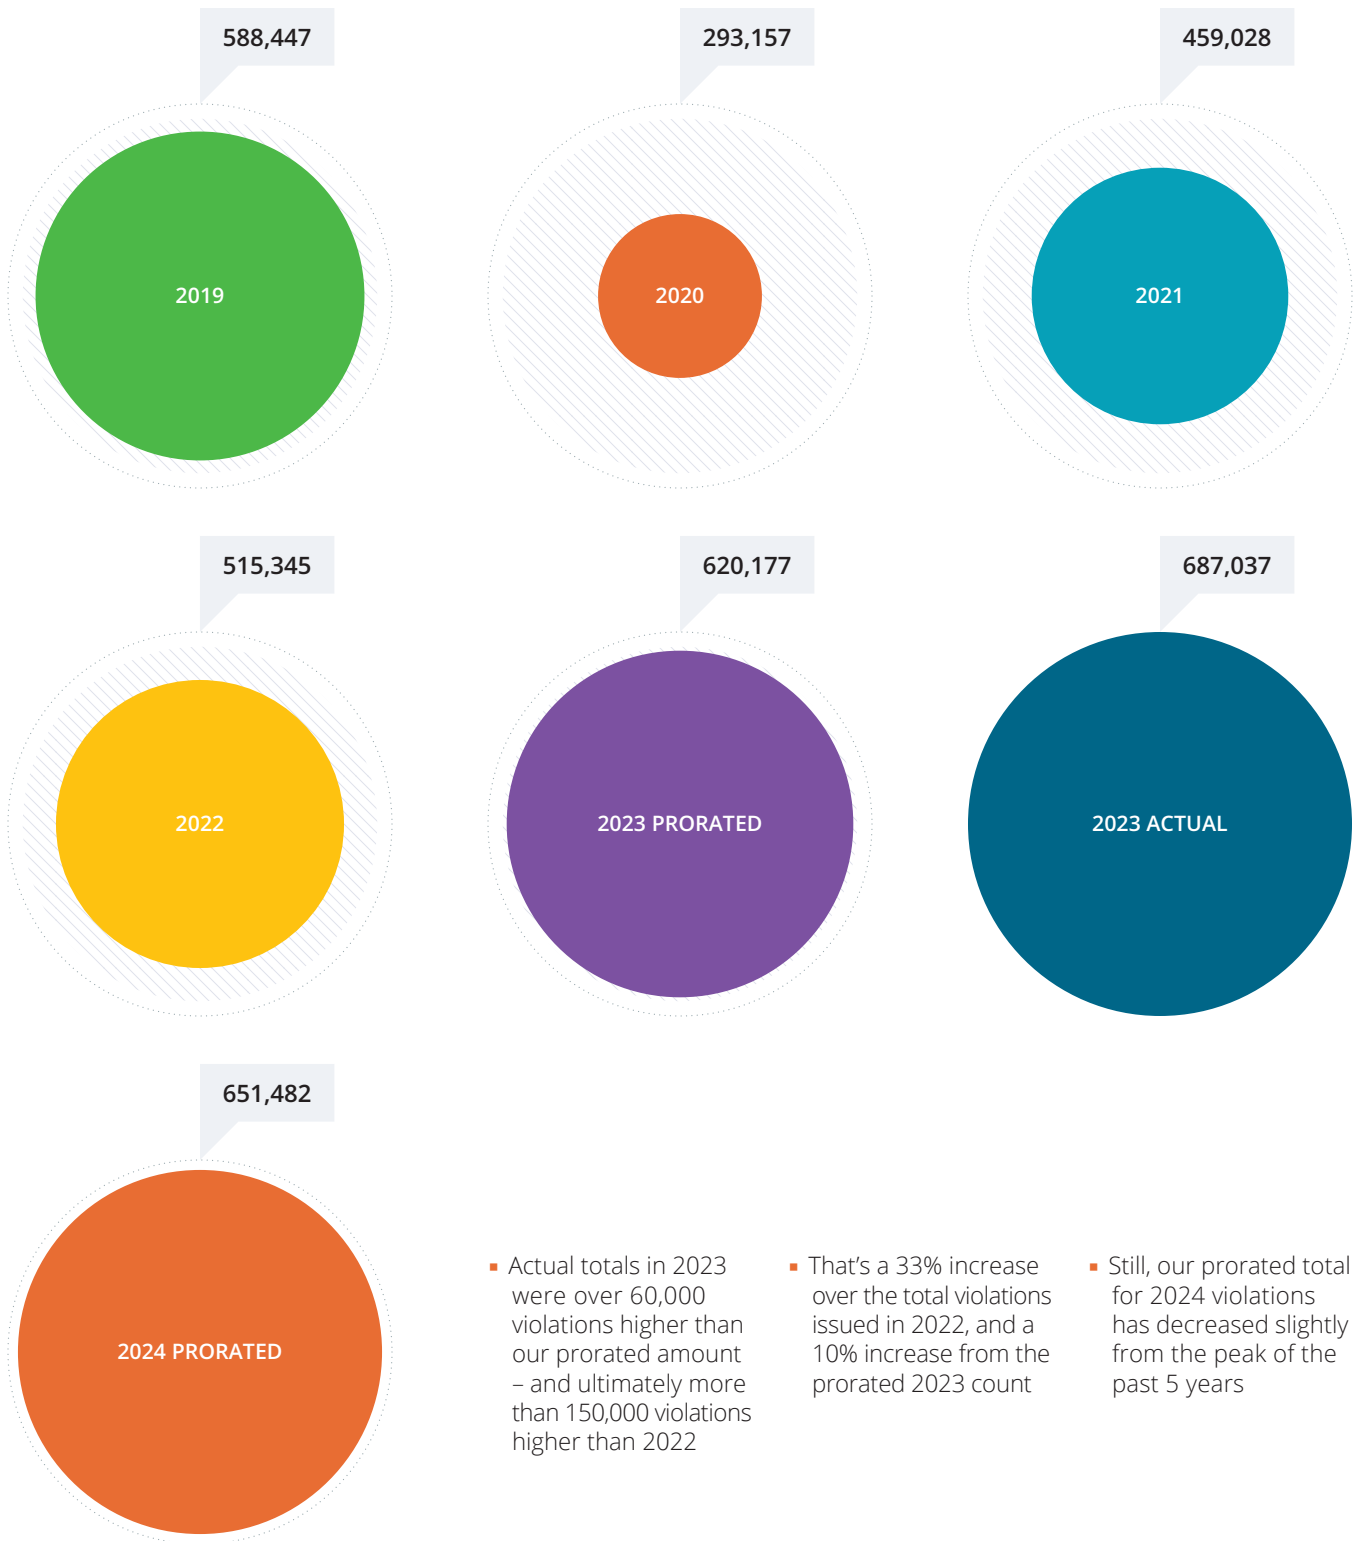 588,447
293,157
459,028
2019
2020
2021
515,345
620,177
687,037
2022
2023 PRORATED
2023 ACTUAL
651,482
2024 PRORATED
▪ Actual totals in 2023
were over 60,000
violations higher than
our prorated amount
– and ultimately more
than 150,000 violations
higher than 2022
▪ That’s a 33% increase
over the total violations
issued in 2022, and a
10% increase from the
prorated 2023 count
▪ Still, our prorated total
for 2024 violations
has decreased slightly
from the peak of the
past 5 years